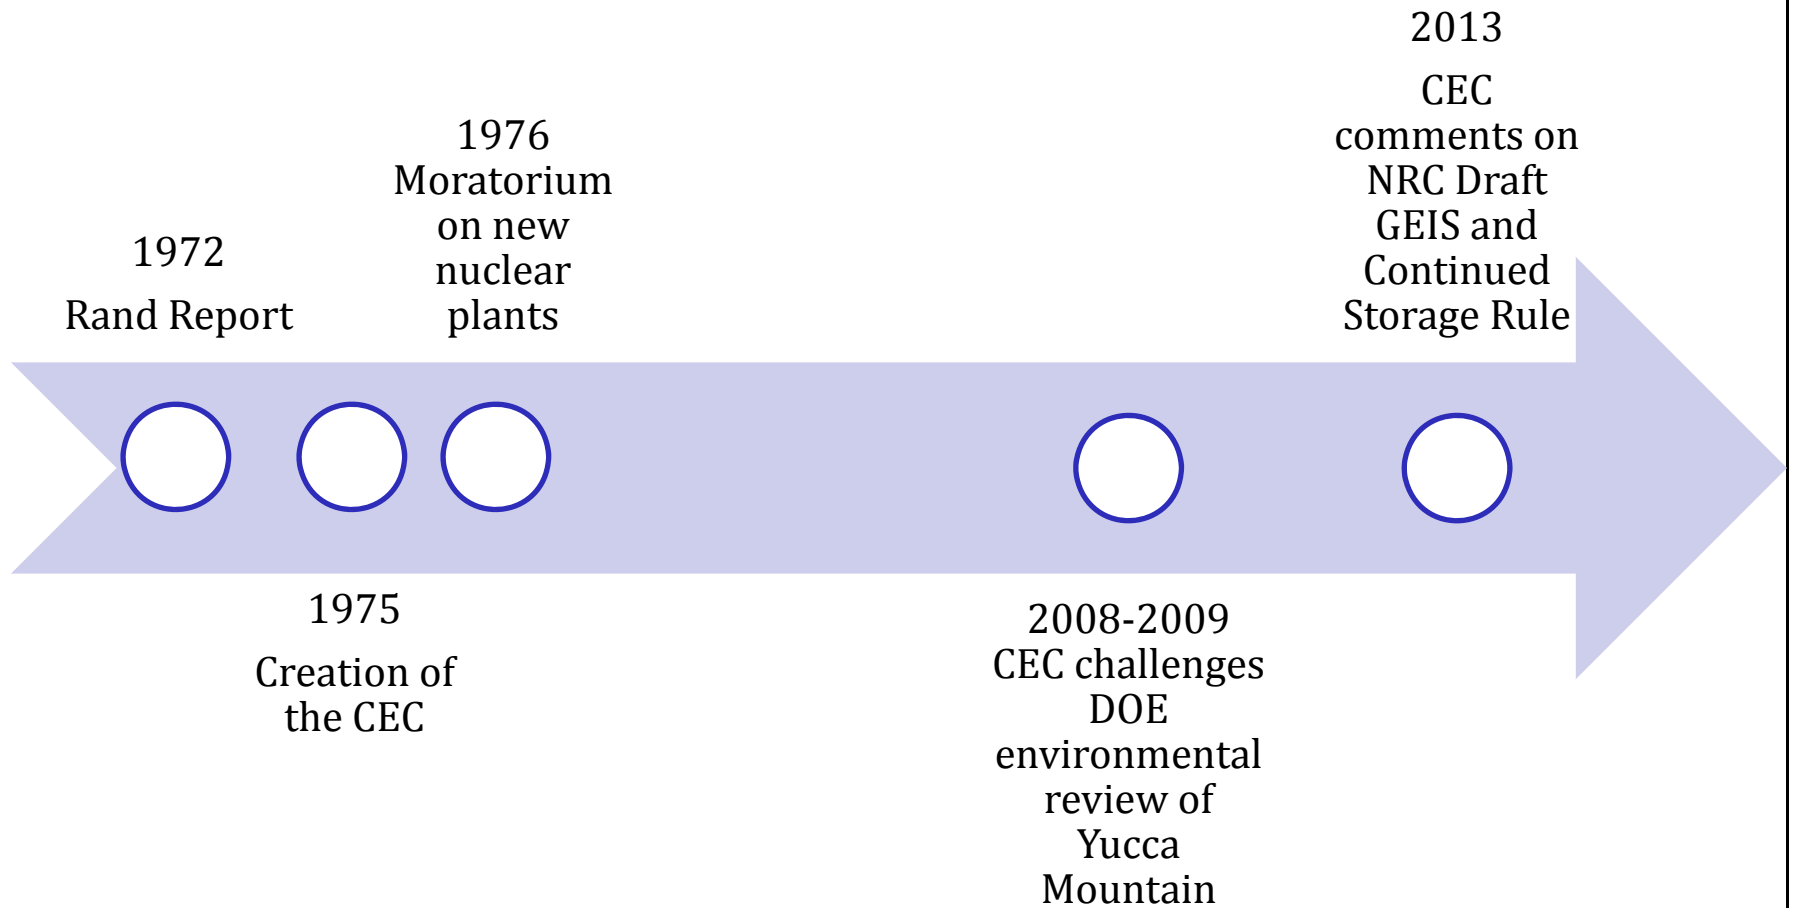 1972
Rand Report
1975
Creation of
the CEC
1976
Moratorium
on new
nuclear
plants
2008-2009
CEC challenges
DOE
environmental
review of
Yucca
Mountain
2013
CEC
comments on
NRC Draft
GEIS and
Continued
Storage Rule